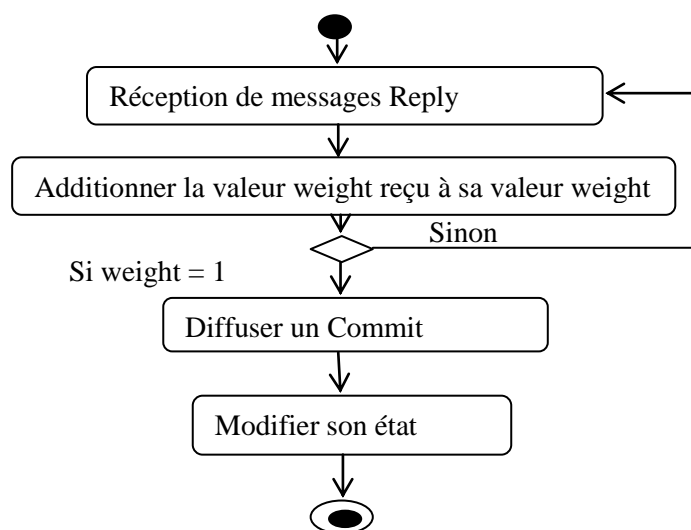 Réception de messages Reply
Additionner la valeur weight reçu à sa valeur weight
Sinon
Si weight = 1
Diffuser un Commit
Modifier son état